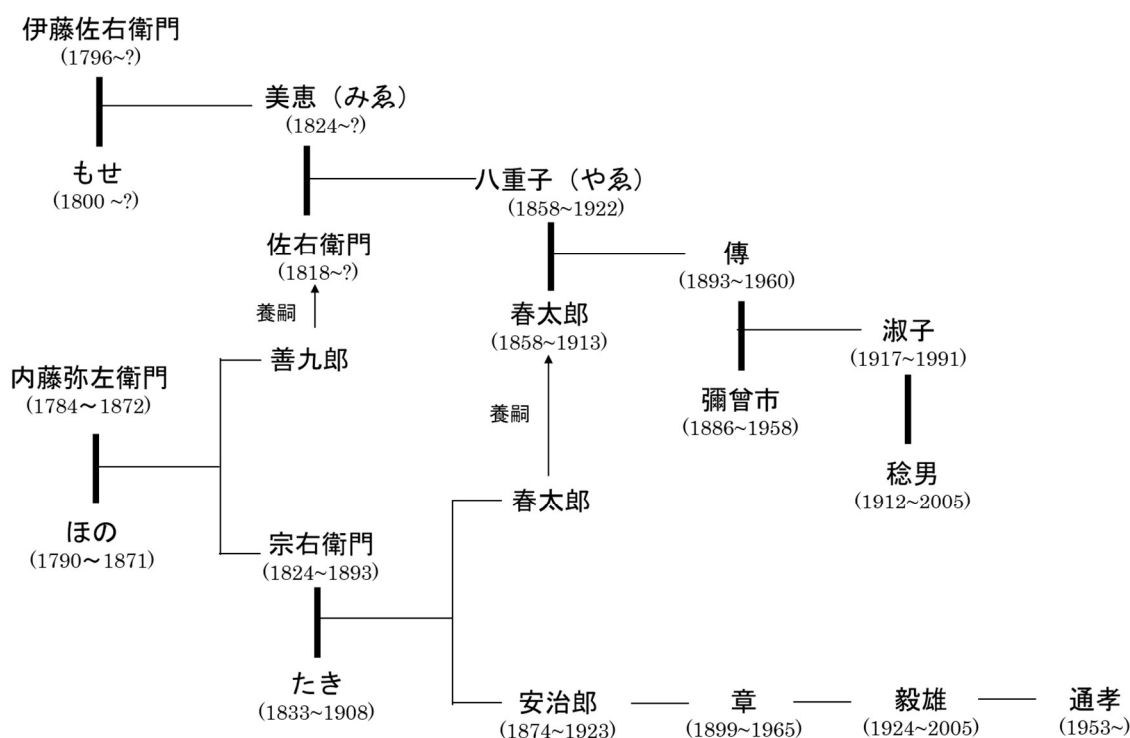 伊藤佐右衛門
(1796~?)
美恵（みゑ）
(1824~?)
もせ
(1800 ~?)
八重子（やゑ）
(1858~1922)
佐右衛門
(1818~?)
傳
(1893~1960)
養嗣
春太郎
(1858~1913)
淑子
(1917~1991)
善九郎
内藤弥左衛門
(1784～1872)
彌曾市
(1886~1958)
養嗣
稔男
(1912~2005)
春太郎
ほの
(1790～1871)
宗右衛門
(1824~1893)
たき
(1833~1908)
安治郎
(1874~1923)
章
(1899~1965)
毅雄
(1924~2005)
通孝
(1953~)